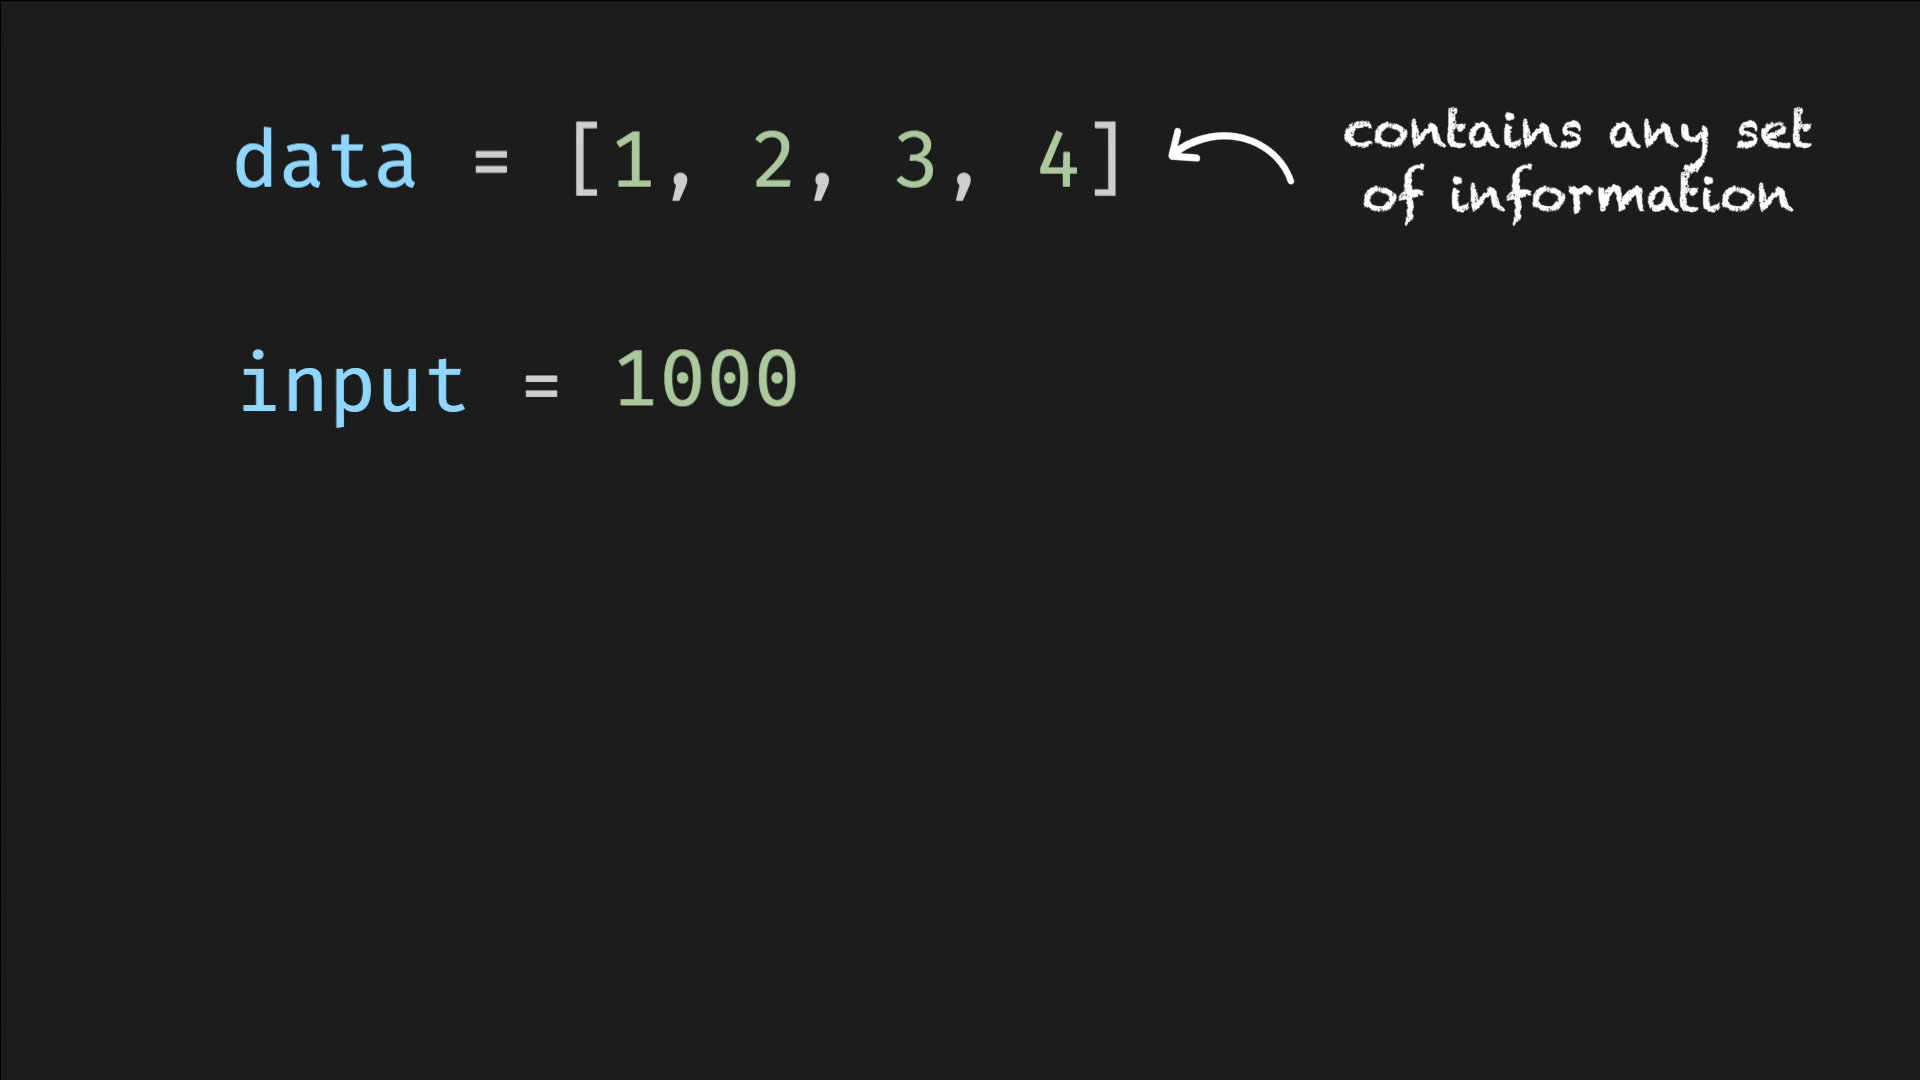 data = [1, 2, 3, 4]
contains any set
of information
input = 1000